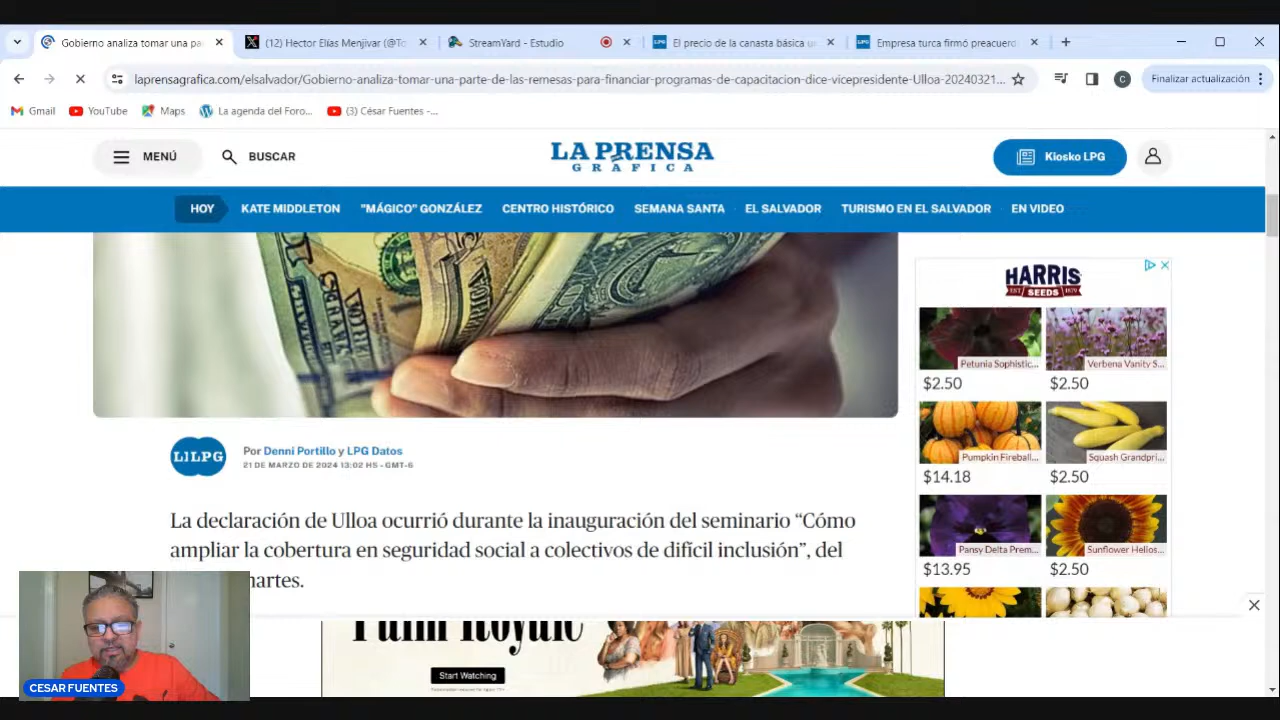 Gobierno analiza tomar una pa
(12) Hector Elías Menjivar (@To
StreamYard - Estudio
El precio de la canasta básica u
Empresa turca firmó preacuerd
laprensagrafica.com/elsalvador/Gobierno-analiza-tomar-una-parte-de-las-remesas-para-financiar-programas-de-capacitacion-dice-vicepresidente-Ulloa-20240321...
C
Finalizar actualización
Gmail
YouTube
Maps
La agenda del Foro...
(3) César Fuentes -...
MENÚ
BUSCAR
LA PRENSA
GRÁFICA
Kiosko LPG
HOY
KATE MIDDLETON
"MÁGICO" GONZÁLEZ
CENTRO HISTÓRICO
SEMANA SANTA
EL SALVADOR
TURISMO EN EL SALVADOR
EN VIDEO
HARRIS
SEEDS
Petunia Sophistic...
Verbena Vanity S...
$2.50
$2.50
Pumpkin Fireball...
Squash Grandpri...
$14.18
$2.50
Pansy Delta Prem...
Sunflower Helios...
$13.95
$2.50
LPG
Por Denni Portillo y LPG Datos
21 DE MARZO DE 2024 13:02 HS - GMT-6
La declaración de Ulloa ocurrió durante la inauguración del seminario “Cómo
ampliar la cobertura en seguridad social a colectivos de difícil inclusión”, del
martes.
Palm Royale
Start Watching
CESAR FUENTES